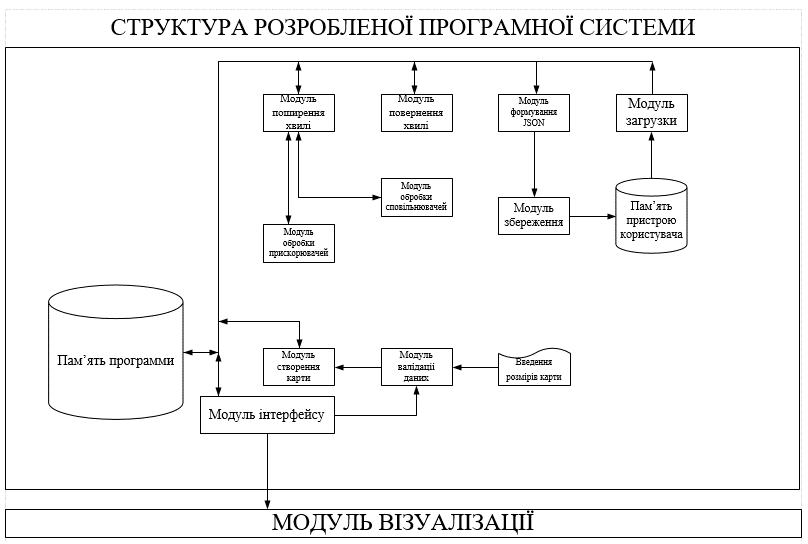 СТРУКТУРА РОЗРОБЛЕНОЇ ПРОГРАМНОЇ СИСТЕМИ
Модуль
поширення
хвилі
Модуль
повернення
хвилі
Модуль
формування
JSON
Модуль
загрузки
Модуль
обробки
сповільнювачей
Модуль
збереження
Пам'ять
пристрою
користувача
Модуль
обробки
прискорювачей
Пам'ять программи
Модуль
створення
карти
Модуль
валідації
даних
Введення
розмірів карти
Модуль інтерфейсу
МОДУЛЬ ВІЗУАЛІЗАЦІЇ